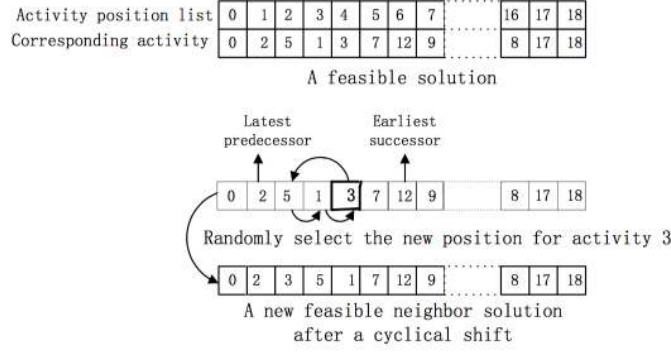 Activity position list 0 1 2 3 4 5 6 7 16 17 18
Corresponding activity 0 2 5 1 3 7 12 9 8 17 18
A feasible solution
Latest predecessor
Earliest successor
0 2 5 1 3 7 12 9 8 17 18
Randomly select the new position for activity 3
0 2 3 5 1 7 12 9 8 17 18
A new feasible neighbor solution
after a cyclical shift